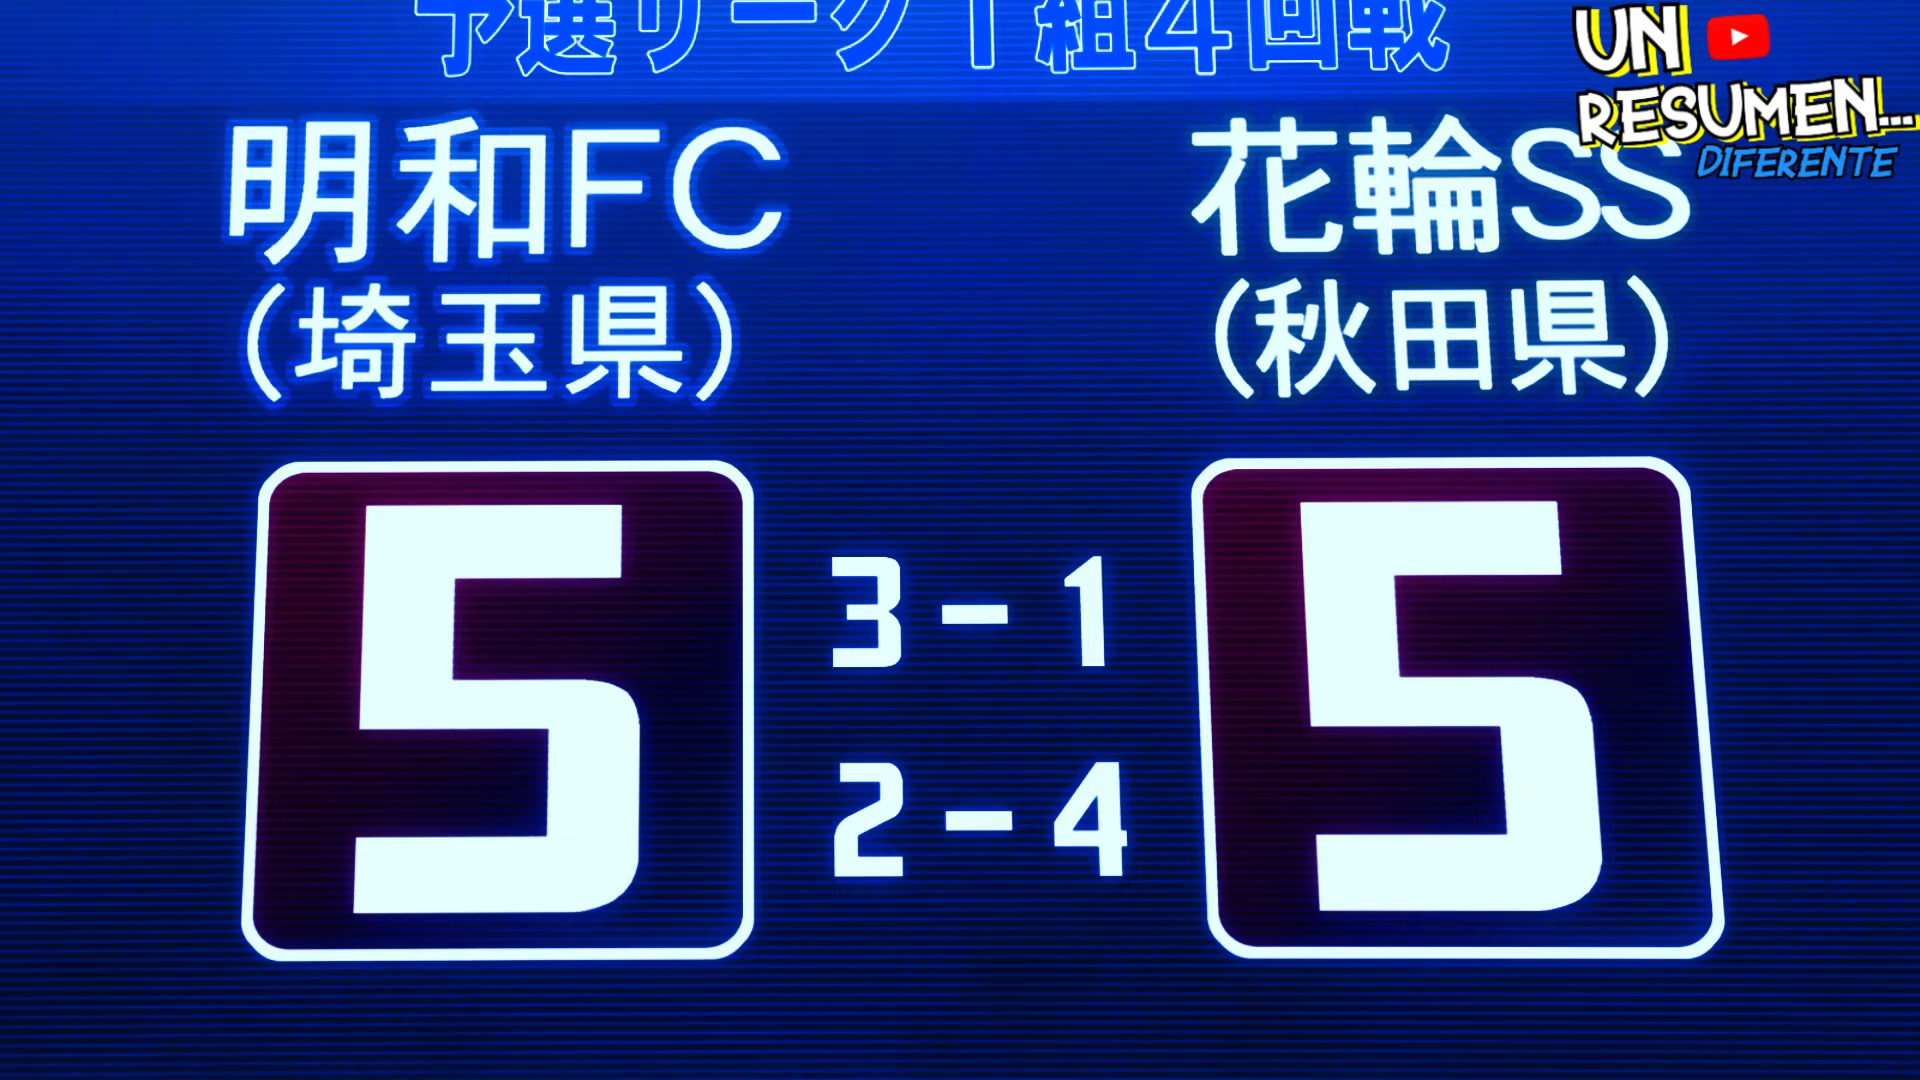 予選リーグ1組4回戦
UN
RESUMEN...
DIFERENTE
明和FC
花輪SS
(埼玉県)
(秋田県)
5
3-1
2-4
5